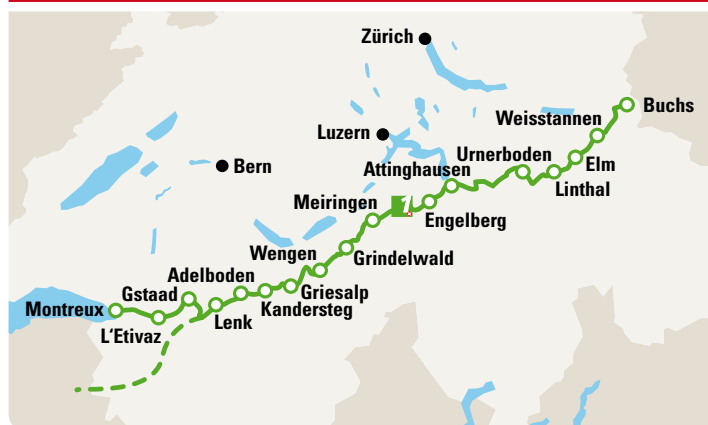 Zürich
Buchs
Weisstannen
Luzern
Urnerboden
Bern
Attinghausen
Elm
Linthal
Meiringen
Engelberg
Wengen
Grindelwald
Adelboden
Griesalp
Gstaad
Kandersteg
Montreux
Lenk
L'Etivaz